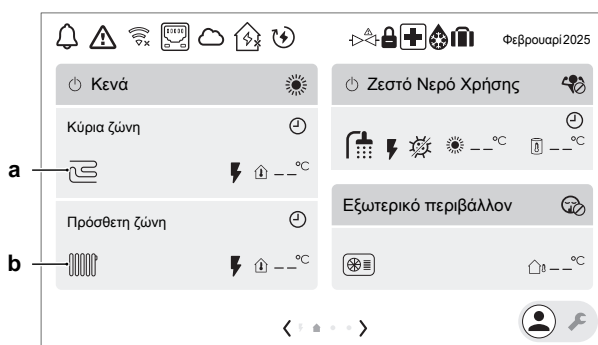 Φεβρουαρί 2025
Κενά
Κύρια ζώνη
a
_ _°C
Πρόσθετη ζώνη
b
_ _°C
Ζεστό Νερό Χρήσης
_ _°C
_ _°C
Εξωτερικό περιβάλλον
_ _°C